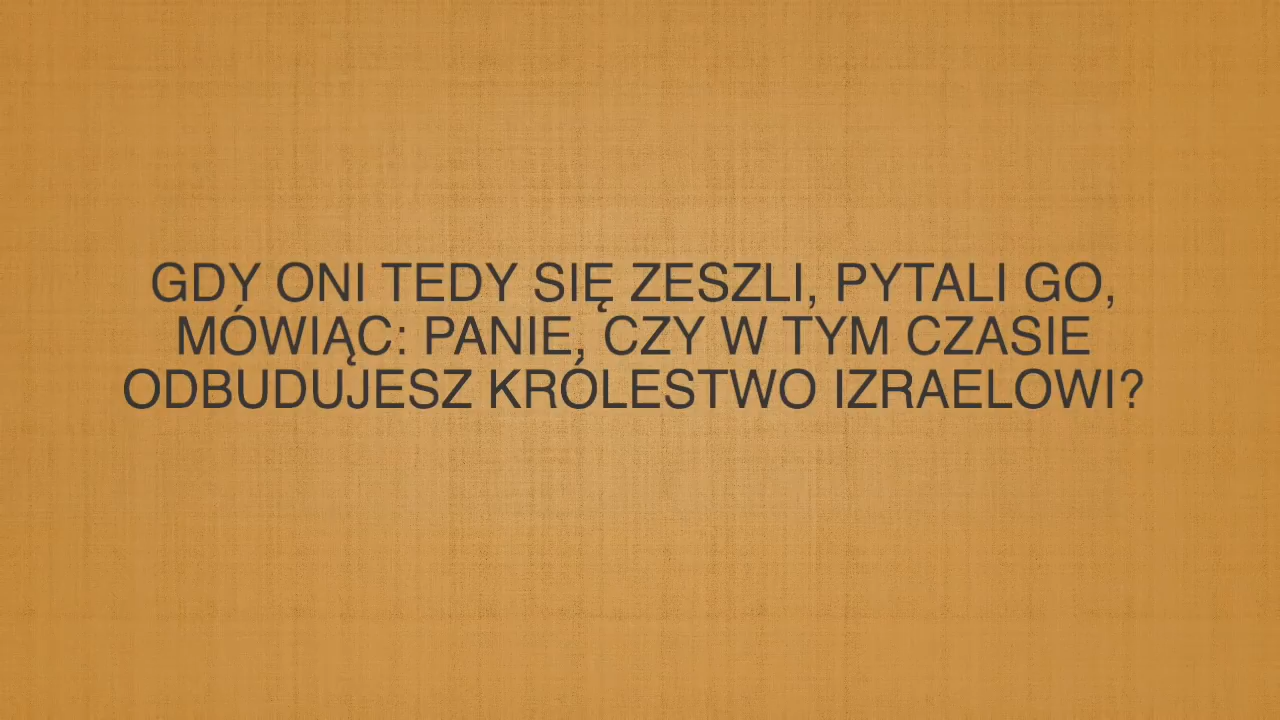 GDY ONI TEDY SIĘ ZESZLI, PYTALI GO,
MÓWIĄC: PANIE, CZY W TYM CZASIE
ODBUDUJESZ KRÓLESTWO IZRAELOWI?